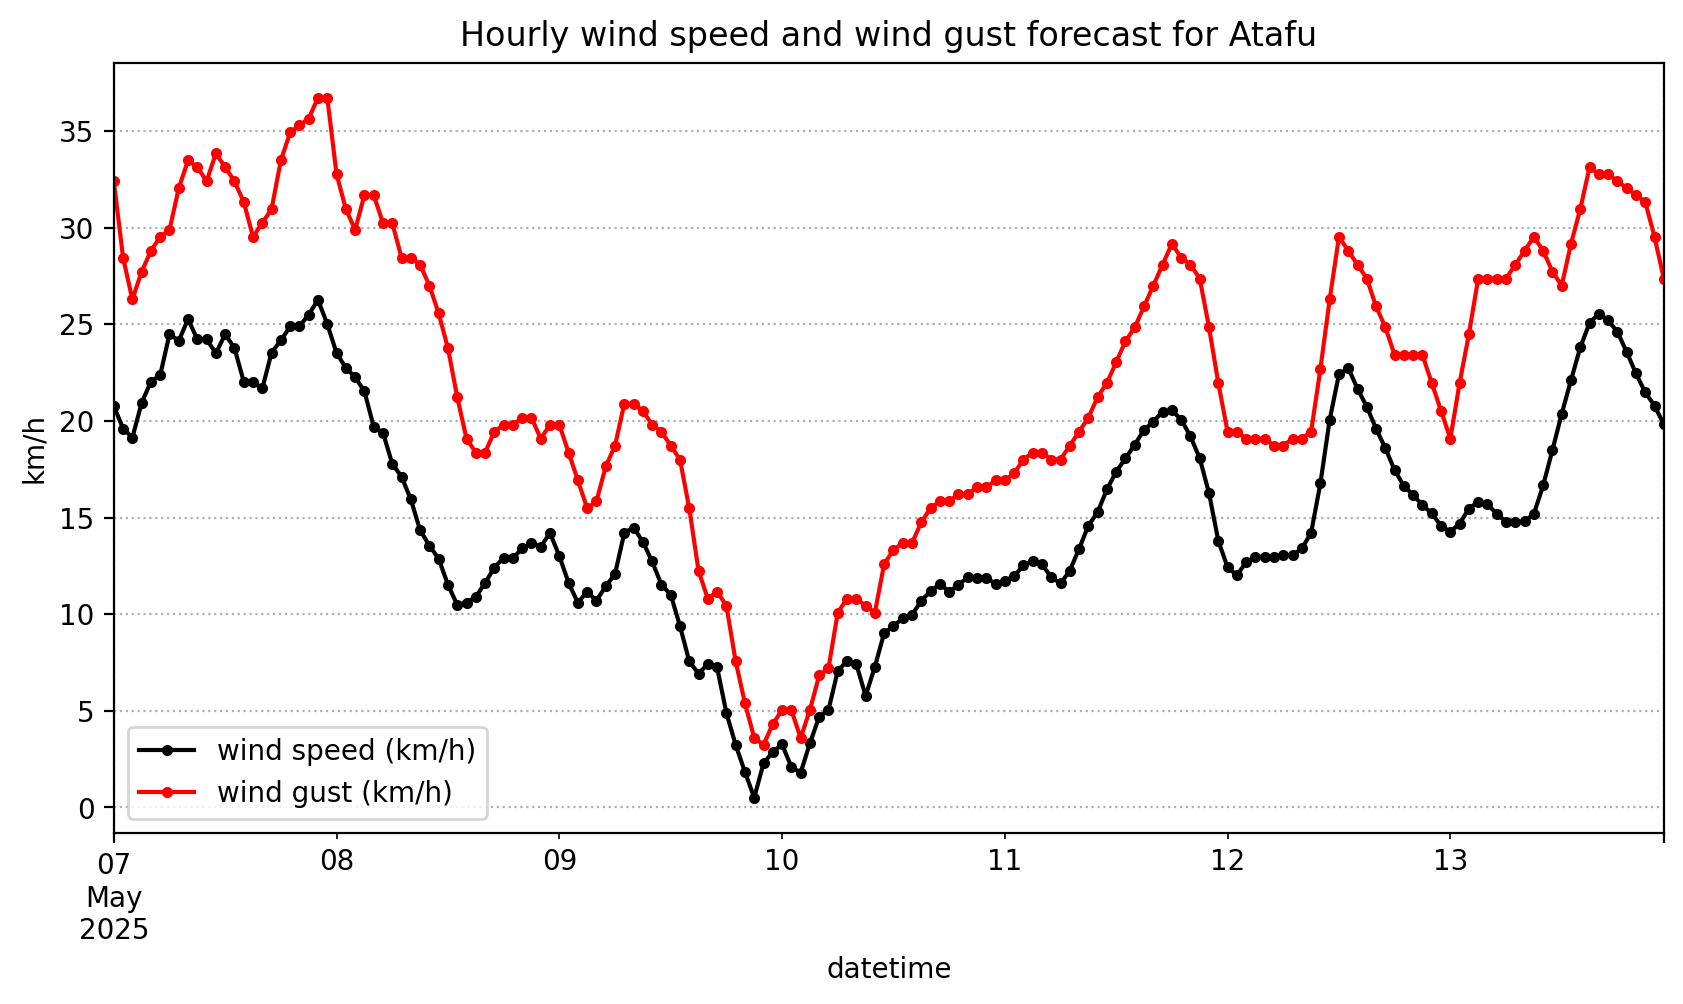 Hourly wind speed and wind gust forecast for Atafu
km/h
35
30
25
20
15
10
5
0
wind speed (km/h)
wind gust (km/h)
07
May
2025
08
09
10
11
12
13
datetime